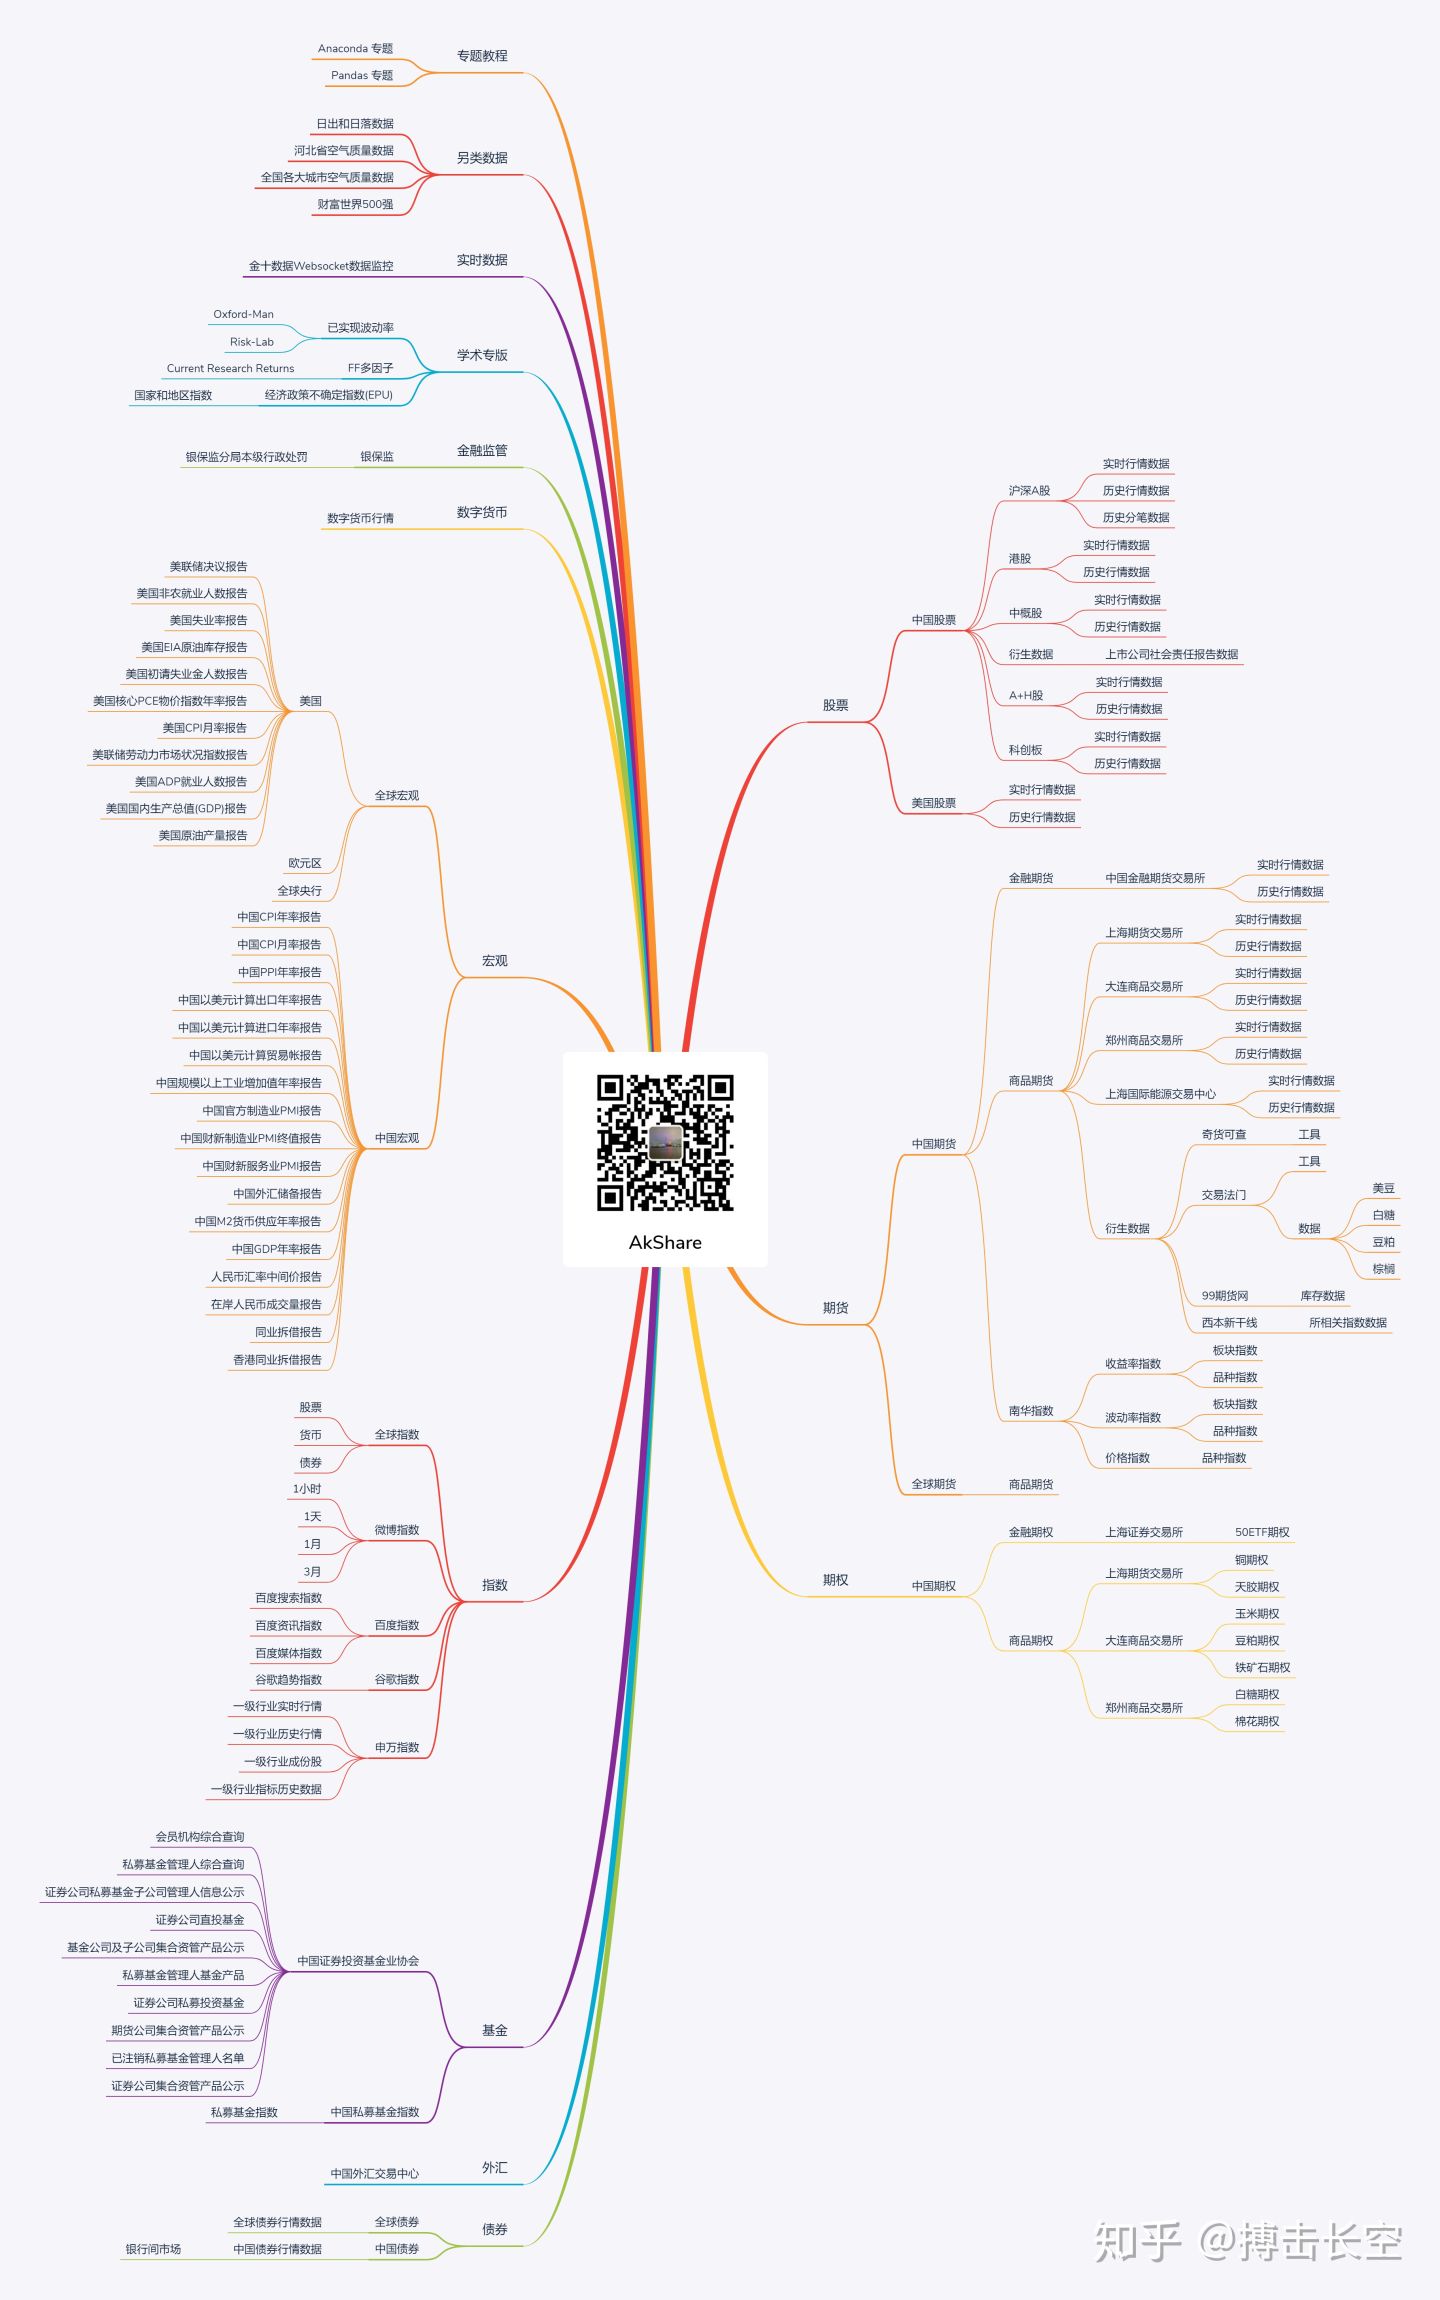 Anaconda 专题
专题教程
Pandas 专题
日出和日落数据
河北省空气质量数据
另类数据
全国各大城市空气质量数据
财富世界500强
实时数据
金十数据Websocket数据监控
Oxford-Man
已实现波动率
Risk-Lab
学术专版
Current Research Returns
FF多因子
国家和地区指数
经济政策不确定指数(EPU)
金融监管
银保监分局本级行政处罚
银保监
数字货币
数字货币行情
美联储决议报告
美国非农就业人数报告
美国失业率报告
美国EIA原油库存报告
美国初请失业金人数报告
美国核心PCE物价指数年率报告
美国
美国CPI月率报告
美联储劳动力市场状况指数报告
美国ADP就业人数报告
全球宏观
美国国内生产总值(GDP)报告
美国原油产量报告
欧元区
全球央行
中国CPI年率报告
中国CPI月率报告
宏观
中国PPI年率报告
中国以美元计算出口年率报告
中国以美元计算进口年率报告
中国以美元计算贸易帐报告
中国规模以上工业增加值年率报告
中国官方制造业PMI报告
中国财新制造业PMI终值报告
中国宏观
中国财新服务业PMI报告
中国外汇储备报告
中国M2货币供应年率报告
中国GDP年率报告
人民币汇率中间价报告
在岸人民币成交量报告
同业拆借报告
香港同业拆借报告
股票
全球指数
货币
债券
1小时
1天
微博指数
1月
3月
指数
百度搜索指数
百度资讯指数
百度指数
百度媒体指数
谷歌趋势指数
谷歌指数
一级行业实时行情
一级行业历史行情
申万指数
一级行业成份股
一级行业指标历史数据
会员机构综合查询
私募基金管理人综合查询
证券公司私募基金子公司管理人信息公示
证券公司直投基金
基金公司及子公司集合资管产品公示
中国证券投资基金业协会
私募基金管理人基金产品
证券公司私募投资基金
期货公司集合资管产品公示
基金
已注销私募基金管理人名单
证券公司集合资管产品公示
私募基金指数
中国私募基金指数
外汇
中国外汇交易中心
全球债券行情数据
全球债券
债券
银行间市场
中国债券行情数据
中国债券
AkShare
股票
中国股票
沪深A股
实时行情数据
历史行情数据
历史分笔数据
港股
实时行情数据
历史行情数据
中概股
实时行情数据
历史行情数据
衍生数据
上市公司社会责任报告数据
A+H股
实时行情数据
历史行情数据
科创板
实时行情数据
历史行情数据
美国股票
实时行情数据
历史行情数据
期货
中国期货
金融期货
中国金融期货交易所
实时行情数据
历史行情数据
商品期货
上海期货交易所
实时行情数据
历史行情数据
大连商品交易所
实时行情数据
历史行情数据
郑州商品交易所
实时行情数据
历史行情数据
上海国际能源交易中心
实时行情数据
历史行情数据
衍生数据
奇货可查
工具
交易法门
工具
数据
美豆
白糖
豆粕
棕榈
99期货网
库存数据
西本新干线
所相关指数数据
南华指数
收益率指数
板块指数
品种指数
波动率指数
板块指数
品种指数
价格指数
品种指数
全球期货
商品期货
期权
中国期权
金融期权
上海证券交易所
50ETF期权
商品期权
上海期货交易所
铜期权
天胶期权
大连商品交易所
玉米期权
豆粕期权
铁矿石期权
郑州商品交易所
白糖期权
棉花期权
知乎 @搏击长空